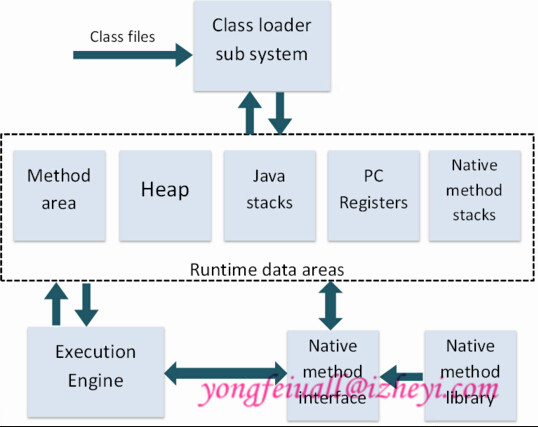 Class files
Class loader
sub system
Method
area
Heap
Java
stacks
PC
Registers
Native
method
stacks
Runtime data areas
Execution
Engine
Native
method
interface
Native
method
library
yongfeiuall@izheyi.com